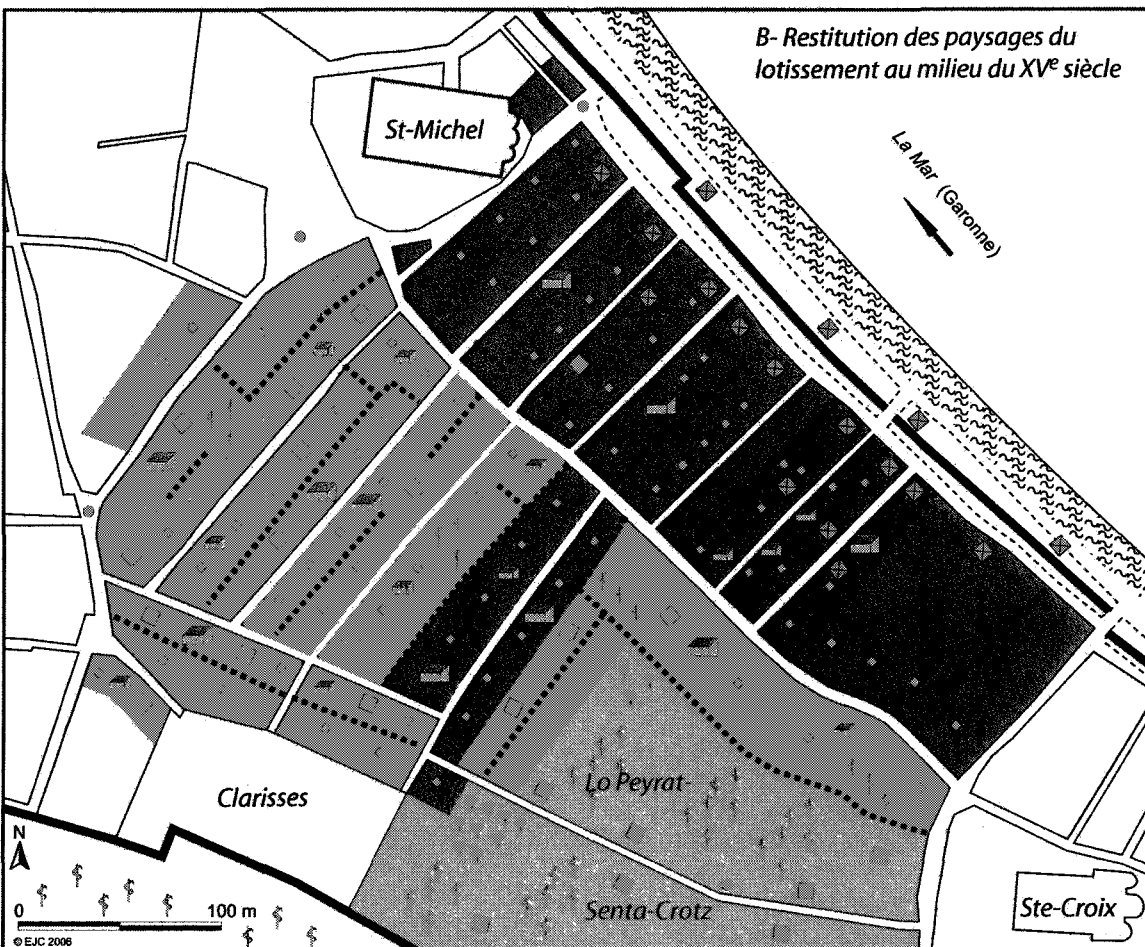 B- Restitution des paysages du
lotissement au milieu du XVe siècle
St-Michel
La Mar (Garonne)
Lo Peyrat-
Clarisses
Senta-Crotz
Ste-Croix
N
0 100 m
© EJC 2006